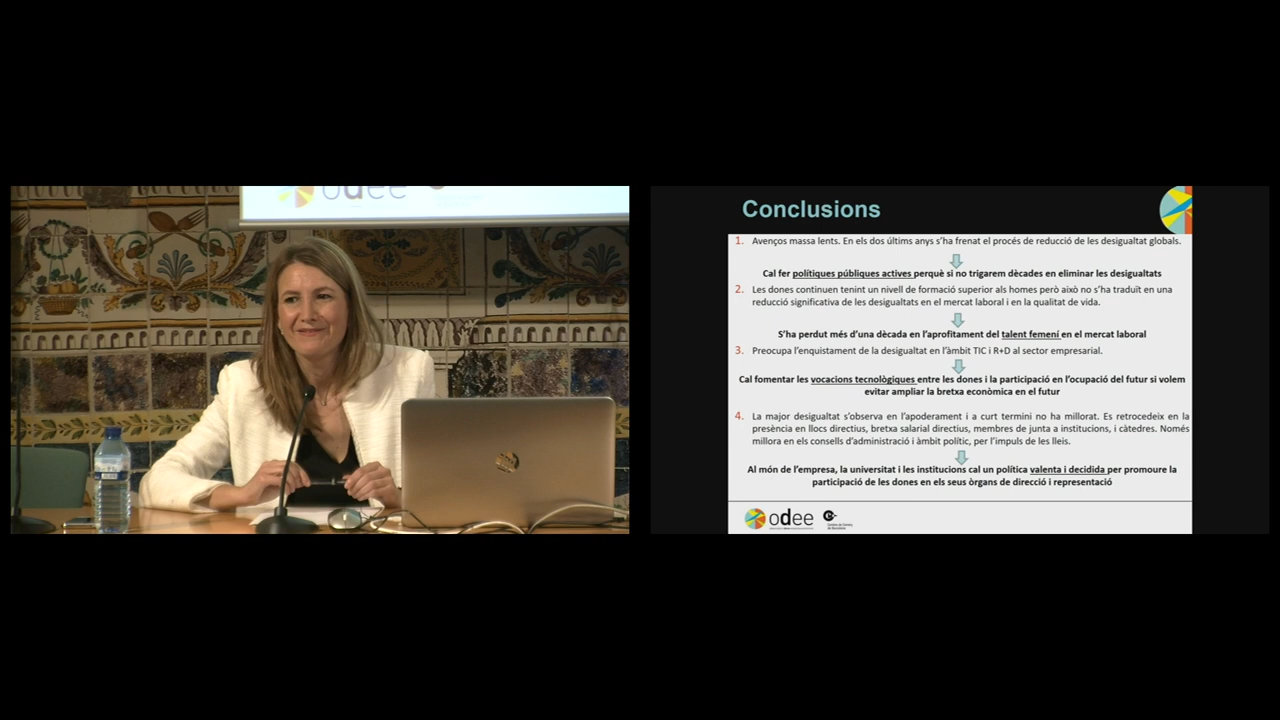 odee
Conclusions
1. Avenços massa lents. En els dos últims anys s'ha frenat el procés de reducció de les desigualtat globals.
Cal fer polítiques públiques actives perquè si no trigarem dècades en eliminar les desigualtats
2. Les dones continuen tenint un nivell de formació superior als homes però això no s'ha traduït en una
reducció significativa de les desigualtats en el mercat laboral i en la qualitat de vida.
S'ha perdut més d'una dècada en l'aprofitament del talent femení en el mercat laboral
3. Preocupa l'enquistament de la desigualtat en l'àmbit TIC i R+D al sector empresarial.
Cal fomentar les vocacions tecnològiques entre les dones i la participació en l'ocupació del futur si volem
evitar ampliar la bretxa econòmica en el futur
4. La major desigualtat s'observa en l'apoderament i a curt termini no ha millorat. Es retrocedeix en la
presència en llocs directius, bretxa salarial directius, membres de junta a institucions, i càtedres. Només
millora en els consells d'administració i àmbit polític, per l'impuls de les lleis.
Al món de l'empresa, la universitat i les institucions cal un política valenta i decidida per promoure la
participació de les dones en els seus òrgans de direcció i representació
odee